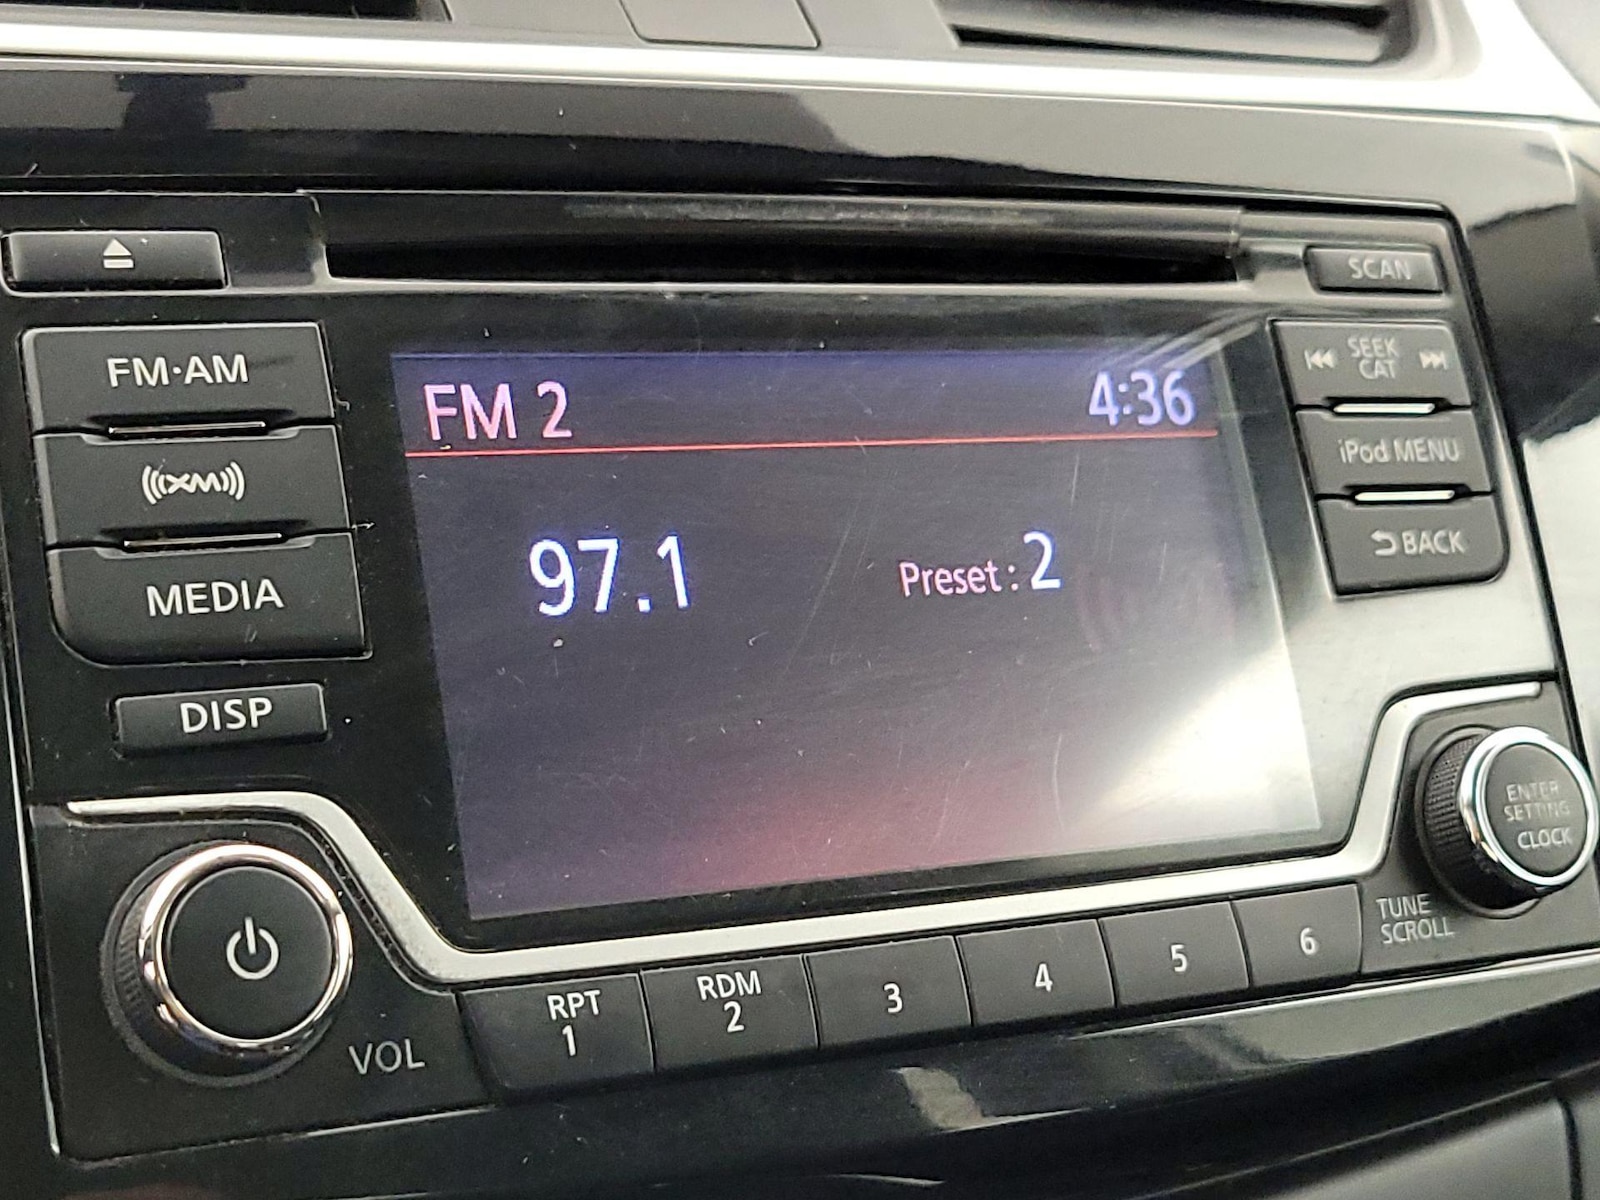 SCAN
FM·AM
XM
MEDIA
DISP
FM 2 4:36
97.1 Preset: 2
SEEK
CAT
iPod MENU
BACK
ENTER
SETTING
CLOCK
TUNE
SCROLL
VOL
RPT
1
RDM
2
3
4
5
6